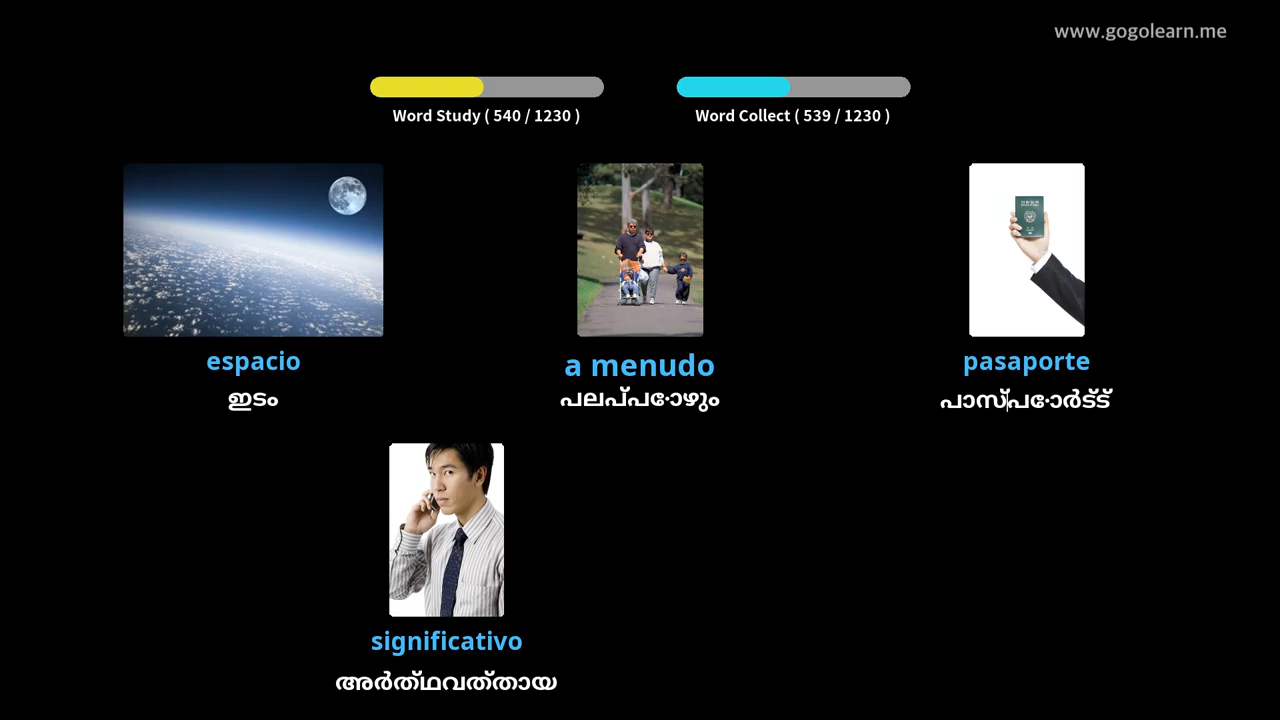 www.gogolearn.me
Word Study ( 540 / 1230 )
Word Collect ( 539 / 1230 )
espacio
a menudo
pasaporte
ഇടം
പലപ്പോഴും
പാസ്‌പോർട്ട്
significativo
അർത്ഥവത്തായ